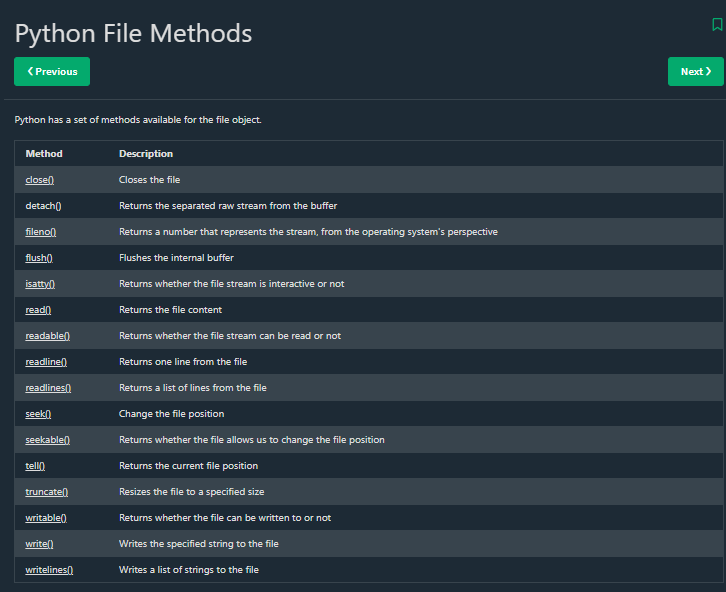 Python File Methods
❮ Previous
Next ❯
Python has a set of methods available for the file object.
Method Description
close() Closes the file
detach() Returns the separated raw stream from the buffer
fileno() Returns a number that represents the stream, from the operating system's perspective
flush() Flushes the internal buffer
isatty() Returns whether the file stream is interactive or not
read() Returns the file content
readable() Returns whether the file stream can be read or not
readline() Returns one line from the file
readlines() Returns a list of lines from the file
seek() Change the file position
seekable() Returns whether the file allows us to change the file position
tell() Returns the current file position
truncate() Resizes the file to a specified size
writable() Returns whether the file can be written to or not
write() Writes the specified string to the file
writelines() Writes a list of strings to the file